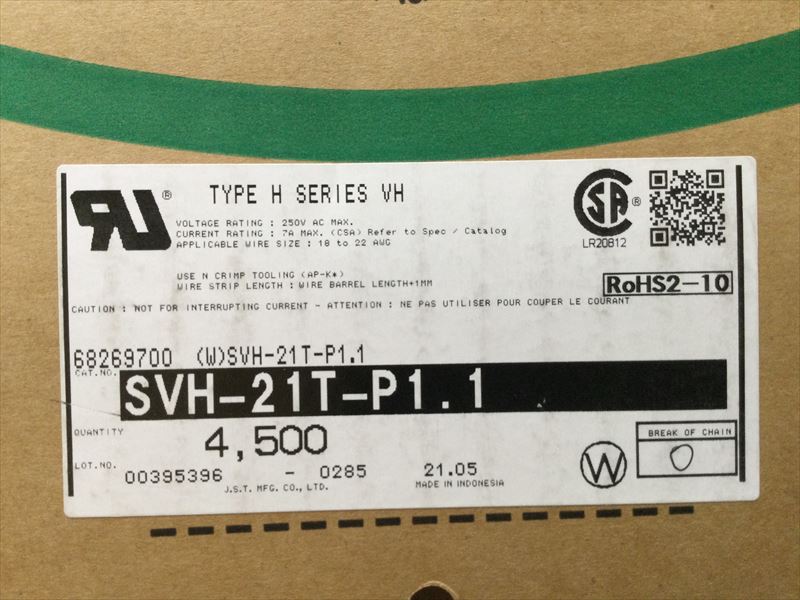 RU ®
TYPE H SERIES VH
VOLTAGE RATING : 250V AC MAX.
CURRENT RATING : 7A MAX. (CSA) Refer to Spec / Catalog
APPLICABLE WIRE SIZE : 18 to 22 AWG
CSA ®
LR20812
USE N CRIMP TOOLING (AP-K*)
WIRE STRIP LENGTH : WIRE BARREL LENGTH+1MM
RoHS2-10
CAUTION : NOT FOR INTERRUPTING CURRENT - ATTENTION : NE PAS UTILISER POUR COUPER LE COURANT
68269700 (W)SVH-21T-P1.1
CAT.NO.
SVH-21T-P1.1
QUANTITY
4,500
BREAK OF CHAIN
LOT.NO.
00395396 - 0285 21.05
W
J.S.T. MFG. CO., LTD. MADE IN INDONESIA